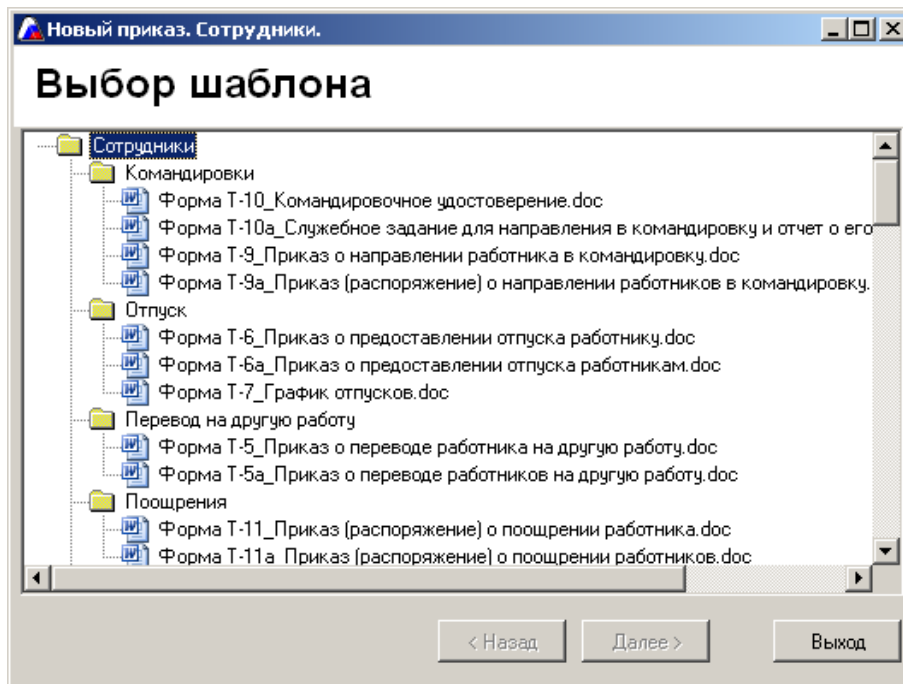 Новый приказ. Сотрудники.
Выбор шаблона
Сотрудники
Командировки
Форма Т-10_Командировочное удостоверение.doc
Форма Т-10а_Служебное задание для направления в командировку и отчет о его
Форма Т-9_Приказ о направлении работника в командировку.doc
Форма Т-9а_Приказ (распоряжение) о направлении работников в командировку.
Отпуск
Форма Т-6_Приказ о предоставлении отпуска работнику.doc
Форма Т-6а_Приказ о предоставлении отпуска работникам.doc
Форма Т-7_График отпусков.doc
Перевод на другую работу
Форма Т-5_Приказ о переводе работника на другую работу.doc
Форма Т-5а_Приказ о переводе работников на другую работу.doc
Поощрения
Форма Т-11_Приказ (распоряжение) о поощрении работника.doc
Форма Т-11а_Приказ (распоряжение) о поощрении работников.doc
< Назад Далее > Выход